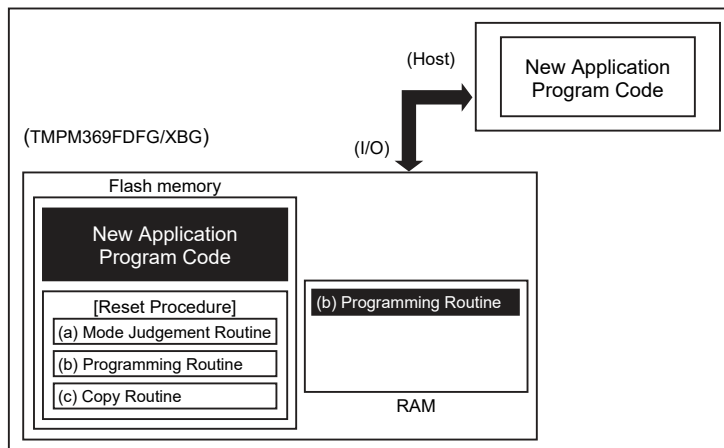 (Host)
New Application
Program Code
(TMPM369FDFG/XBG)
(I/O)
Flash memory
New Application
Program Code
[Reset Procedure]
(a) Mode Judgement Routine
(b) Programming Routine
(c) Copy Routine
(b) Programming Routine
RAM